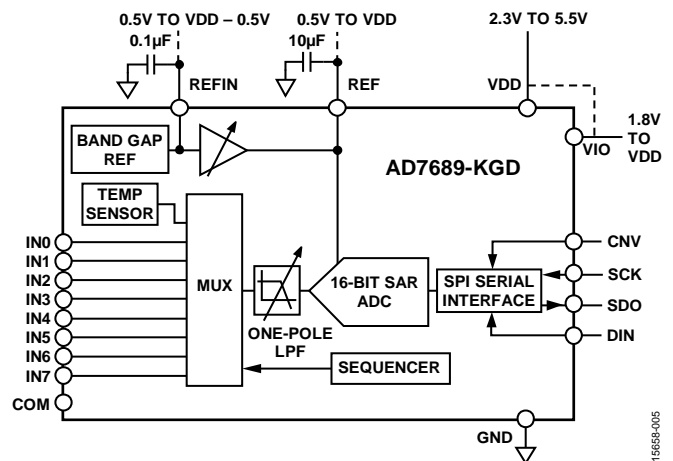 0.5V TO VDD – 0.5V
0.5V TO VDD
2.3V TO 5.5V
0.1µF
10µF
REFIN
REF
VDD
1.8V
TO
VDD
VIO
BAND GAP
REF
AD7689-KGD
TEMP
SENSOR
IN0
IN1
IN2
IN3
IN4
IN5
IN6
IN7
COM
MUX
ONE-POLE
LPF
16-BIT SAR
ADC
SPI SERIAL
INTERFACE
CNV
SCK
SDO
DIN
SEQUENCER
GND
15658-005